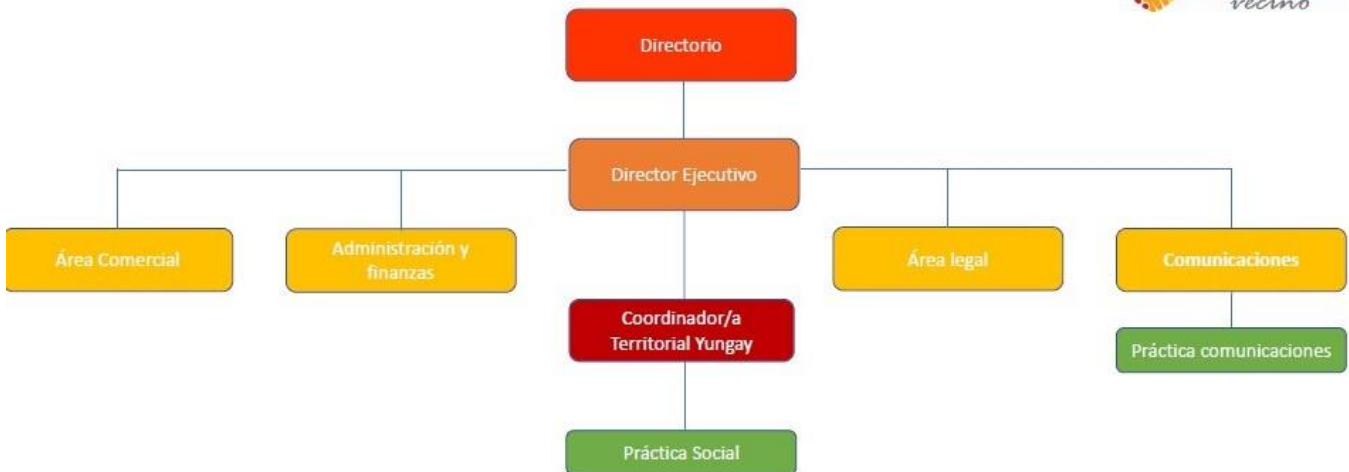 vecino
Directorio
Director Ejecutivo
Área Comercial
Administración y
finanzas
Área legal
Comunicaciones
Coordinador/a
Territorial Yungay
Práctica comunicaciones
Práctica Social